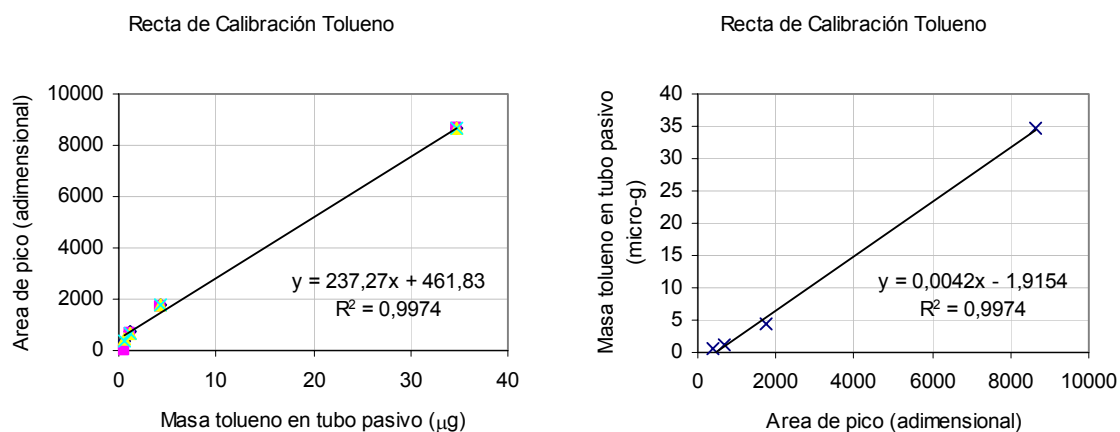 Recta de Calibración Tolueno
Area de pico (adimensional)
10000
8000
6000
4000
2000
0
y = 237,27x + 461,83
R² = 0,9974
0 10 20 30 40
Masa tolueno en tubo pasivo (μg)
Recta de Calibración Tolueno
Masa tolueno en tubo pasivo
(micro-g)
40
35
30
25
20
15
10
5
0
y = 0,0042x - 1,9154
R² = 0,9974
0 2000 4000 6000 8000 10000
Area de pico (adimensional)